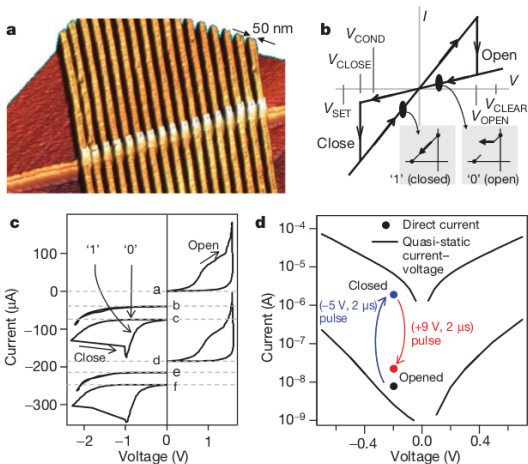 a
50 nm
b
I
V
V_COND
V_CLOSE
V_SET
Open
V_CLEAR
V_OPEN
Close
'1' (closed)
'0' (open)
c
Current (µA)
100
0
−100
−200
−300
'1'
'0'
Open
Close
a
b
c
d
e
f
−2
−1
0
1
Voltage (V)
d
Current (A)
10⁻⁴
10⁻⁵
10⁻⁶
10⁻⁷
10⁻⁸
10⁻⁹
Direct current
Quasi-static
current–
voltage
Closed
(−5 V, 2 µs)
pulse
(+9 V, 2 µs)
pulse
Opened
−0.4
0.0
0.4
Voltage (V)